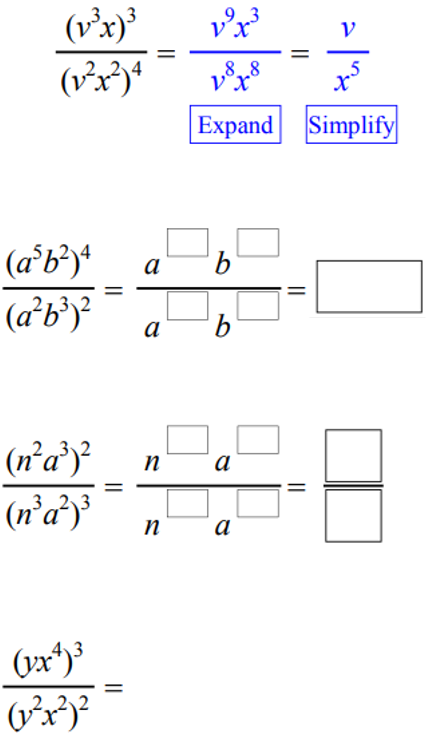 (v³x)³ / (v²x²)⁴ = v⁹x³ / v⁸x⁸ = v / x⁵
Expand Simplify
(a⁵b²)⁴ / (a²b³)² = a b / a b =
(n²a³)² / (n³a²)³ = n a / n a =
(yx⁴)³ / (y²x²)² =